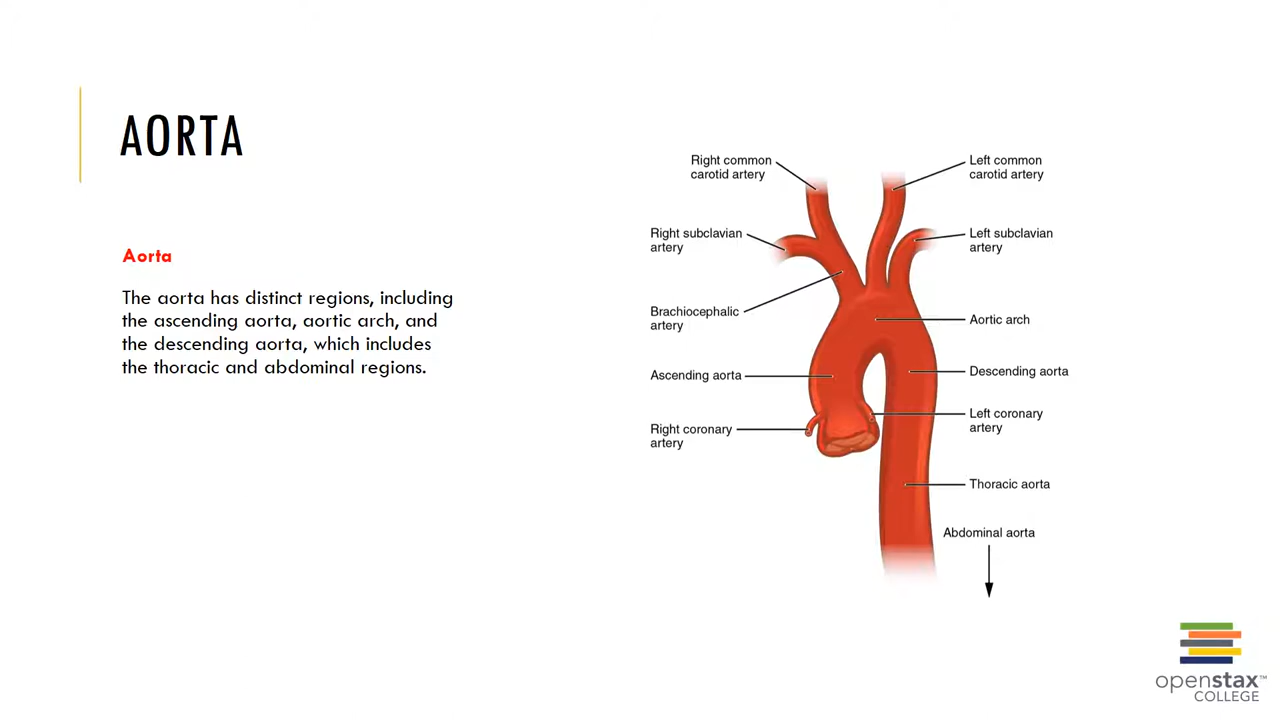 AORTA
Aorta
The aorta has distinct regions, including
the ascending aorta, aortic arch, and
the descending aorta, which includes
the thoracic and abdominal regions.
Right common
carotid artery
Left common
carotid artery
Right subclavian
artery
Left subclavian
artery
Brachiocephalic
artery
Aortic arch
Ascending aorta
Descending aorta
Right coronary
artery
Left coronary
artery
Thoracic aorta
Abdominal aorta
openstax™
COLLEGE